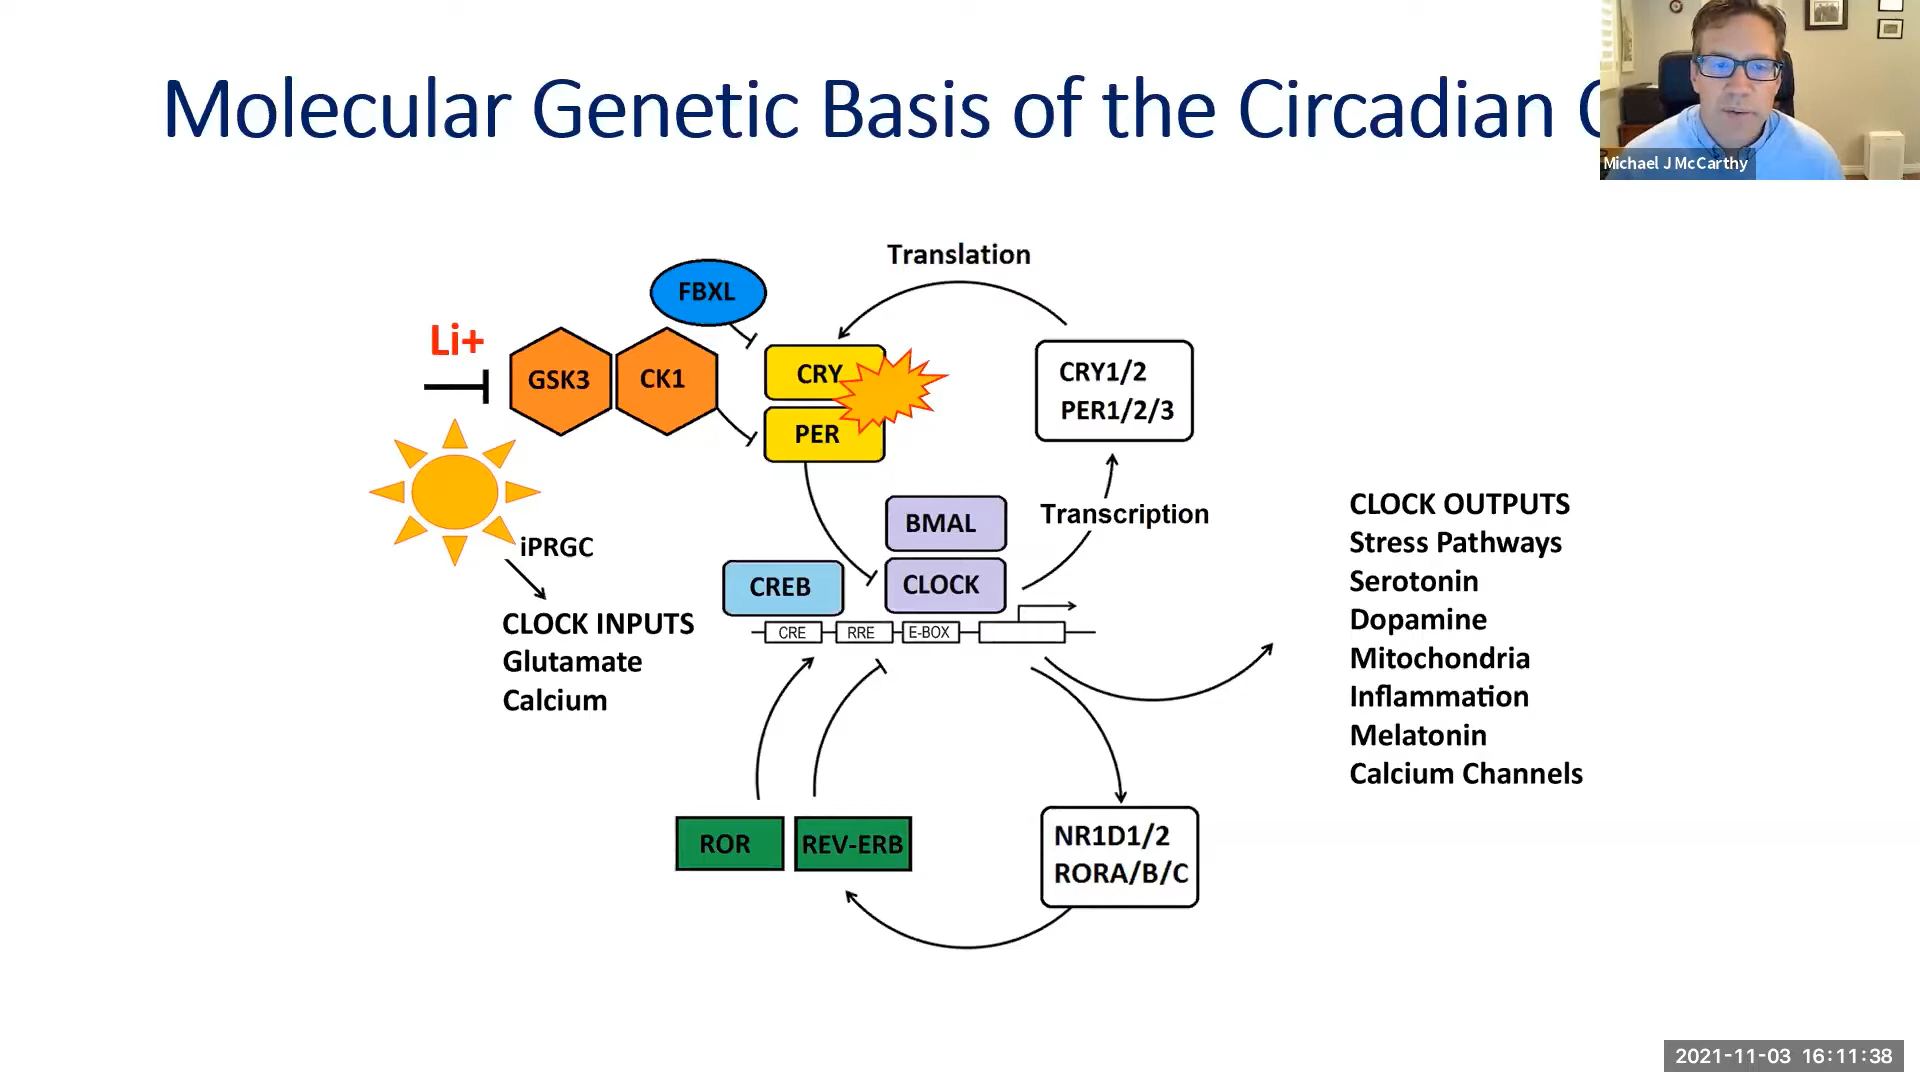 Molecular Genetic Basis of the Circadian
Michael J McCarthy
Translation
FBXL
Li+
GSK3
CK1
CRY
PER
CRY1/2
PER1/2/3
iPRGC
CLOCK INPUTS
Glutamate
Calcium
BMAL
CLOCK
CREB
Transcription
CRE
RRE
E-BOX
CLOCK OUTPUTS
Stress Pathways
Serotonin
Dopamine
Mitochondria
Inflammation
Melatonin
Calcium Channels
ROR
REV-ERB
NR1D1/2
RORA/B/C
2021-11-03 16:11:38